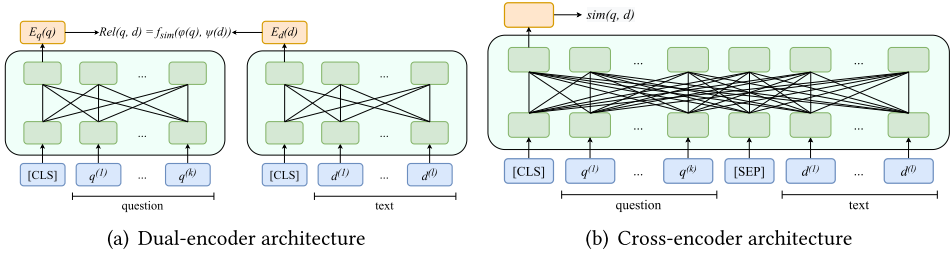 E_q(q) Rel(q, d) = f_sim(φ(q), ψ(d)) E_d(d)
... ...
... ...
[CLS] q^(1) ... q^(k) [CLS] d^(1) ... d^(l)
question text
(a) Dual-encoder architecture
sim(q, d)
... ...
... ...
[CLS] q^(1) ... q^(k) [SEP] d^(1) ... d^(l)
question text
(b) Cross-encoder architecture